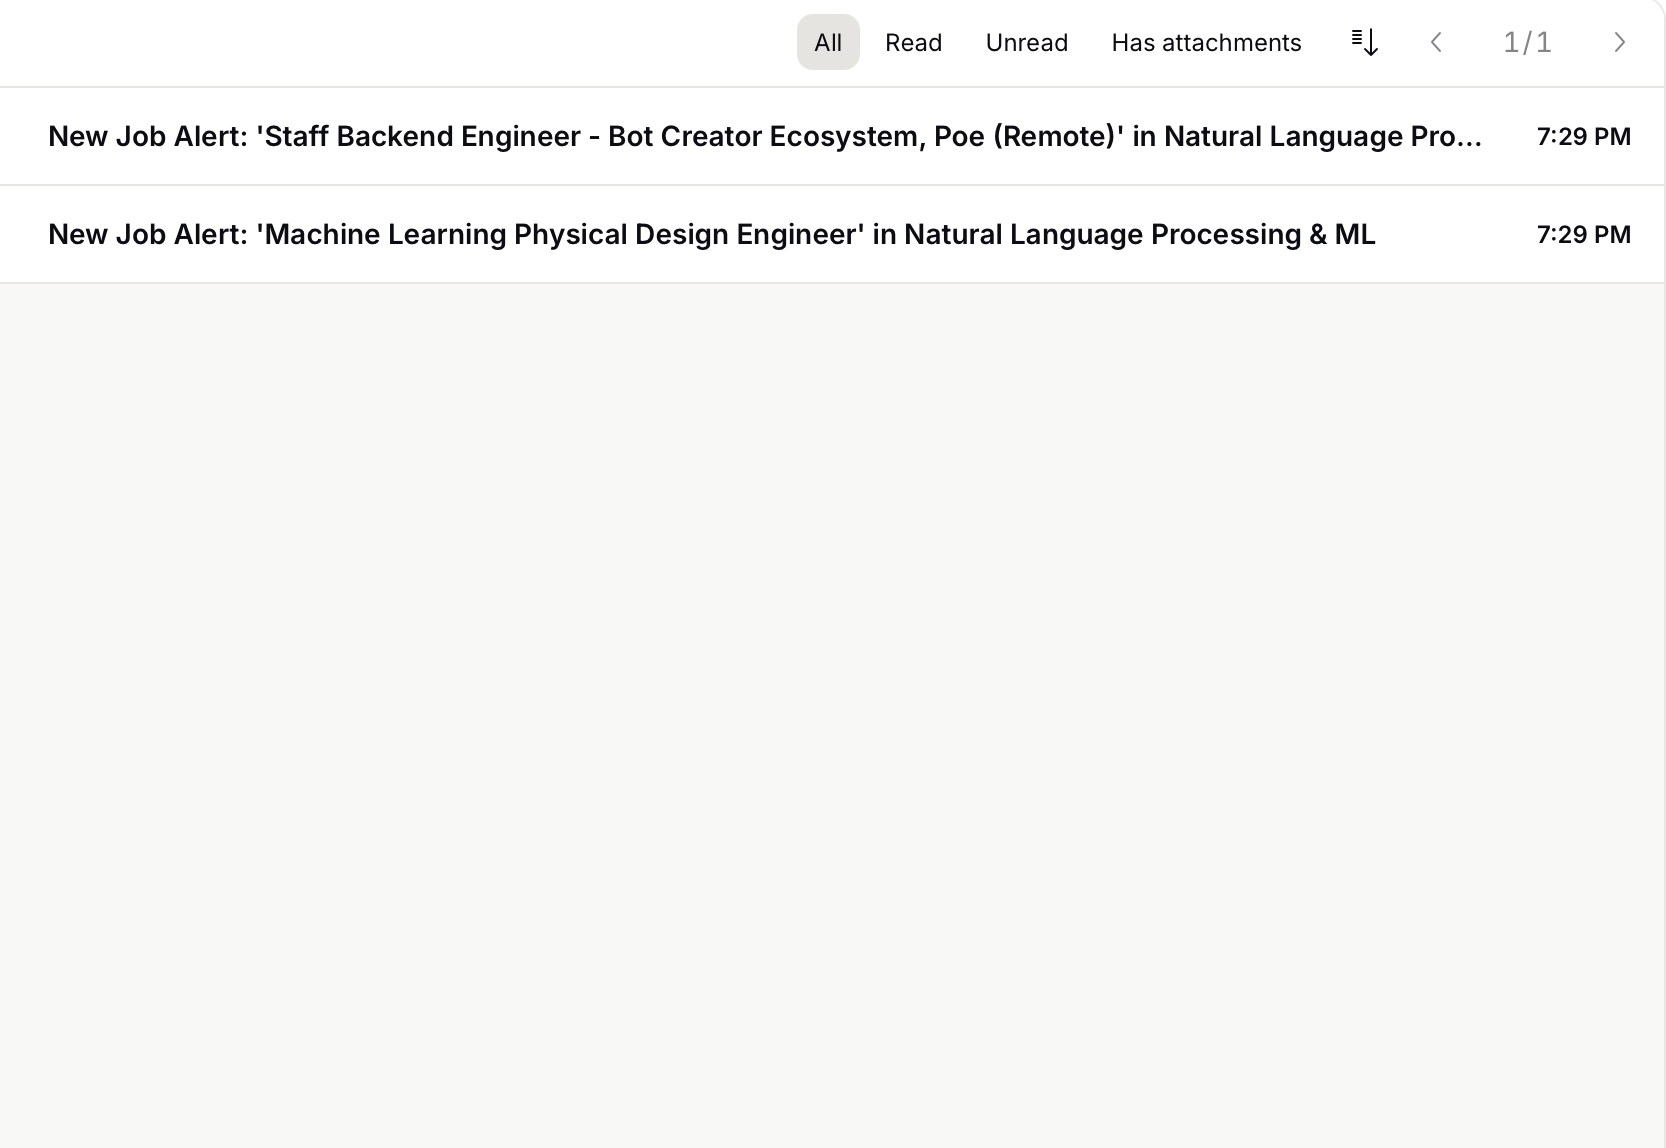 All Read Unread Has attachments 1/1
New Job Alert: 'Staff Backend Engineer - Bot Creator Ecosystem, Poe (Remote)' in Natural Language Pro... 7:29 PM
New Job Alert: 'Machine Learning Physical Design Engineer' in Natural Language Processing & ML 7:29 PM